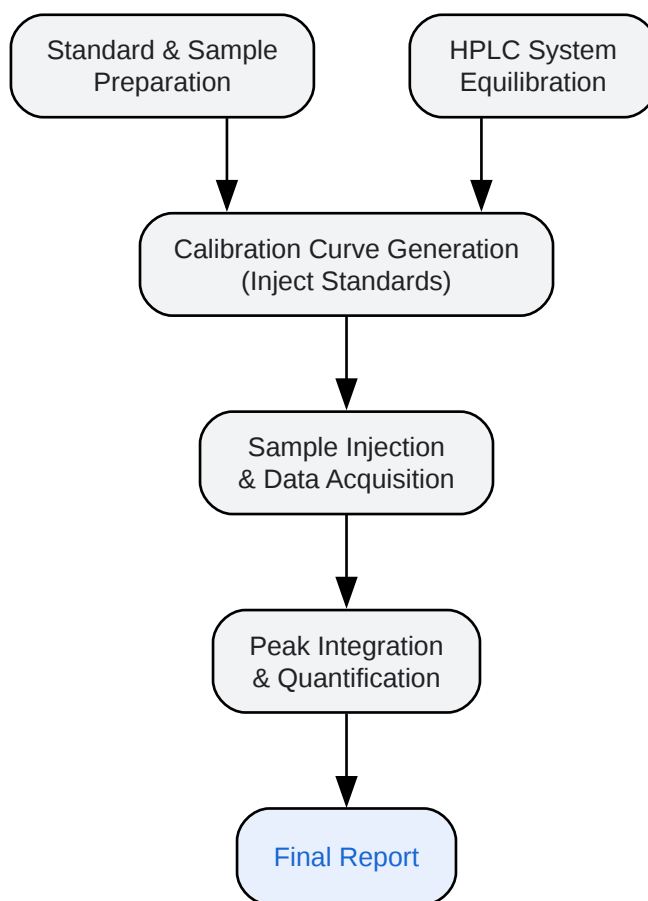 Standard & Sample
Preparation
HPLC System
Equilibration
Calibration Curve Generation
(Inject Standards)
Sample Injection
& Data Acquisition
Peak Integration
& Quantification
Final Report